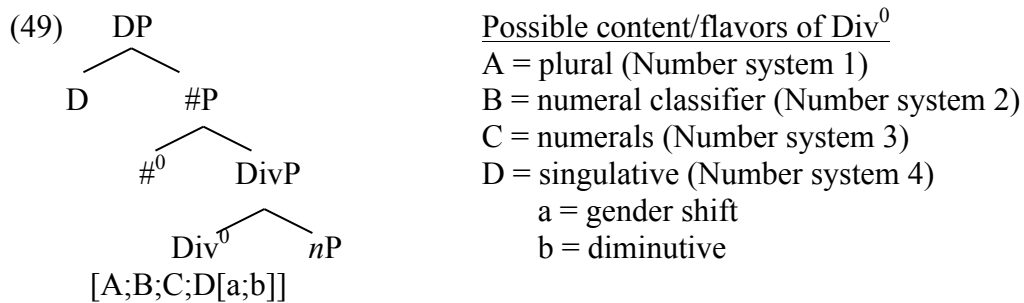 (49) DP Possible content/flavors of Div⁰
A = plural (Number system 1)
D #P B = numeral classifier (Number system 2)
C = numerals (Number system 3)
#⁰ DivP D = singulative (Number system 4)
a = gender shift
Div⁰ nP b = diminutive
[A;B;C;D[a;b]]